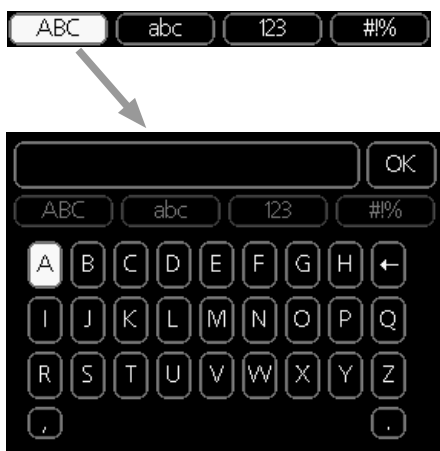 ABC abc 123 #!%
OK
ABC abc 123 #!%
A B C D E F G H ←
I J K L M N O P Q
R S T U V W X Y Z
, .